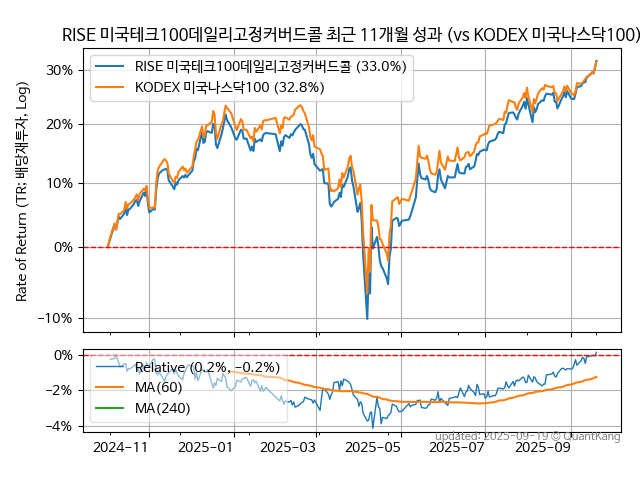 RISE 미국테크100데일리고정커버드콜 최근 11개월 성과 (vs KODEX 미국나스닥100)
Rate of Return (TR: 배당재투자, Log)
30%
20%
10%
0%
−10%
RISE 미국테크100데일리고정커버드콜 (33.0%)
KODEX 미국나스닥100 (32.8%)
0%
−2%
−4%
Relative (0.2%, −0.2%)
MA(60)
MA(240)
2024−11
2025−01
2025−03
2025−05
2025−07
2025−09
updated: 2025-09-19 © QuantKang